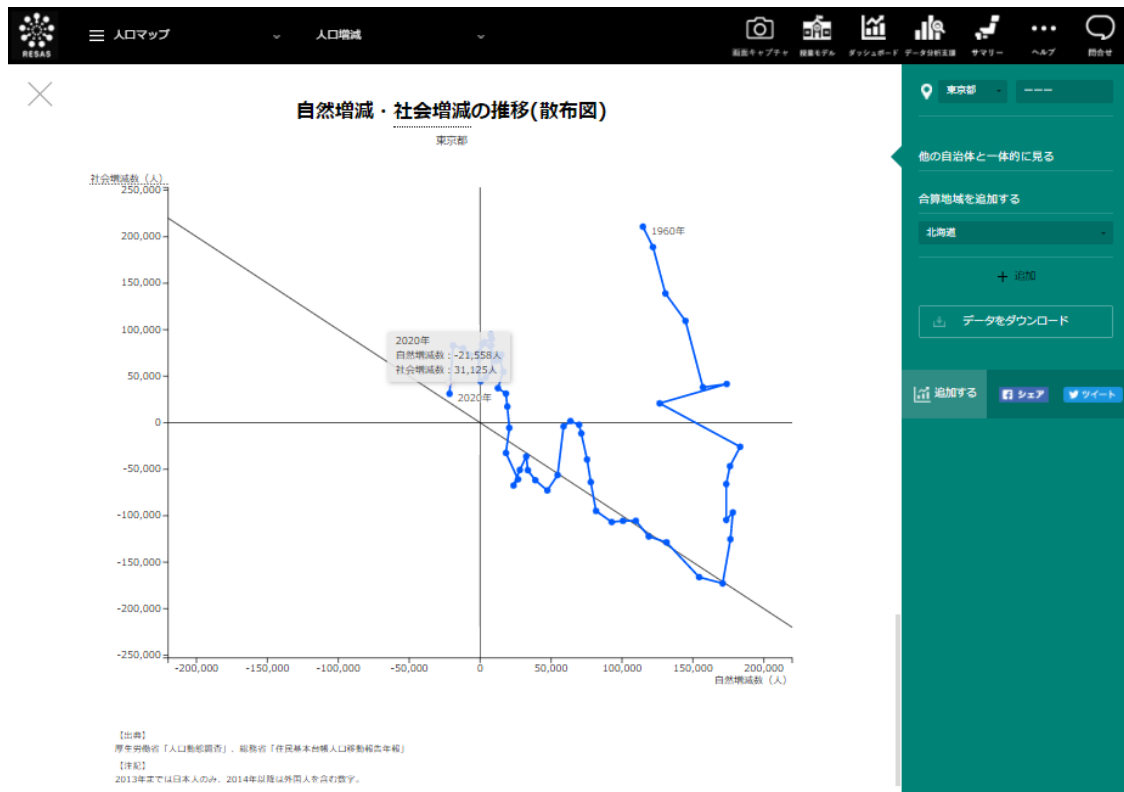 RESAS
人口マップ
人口増減
画面キャプチャ
授業モデル
ダッシュボード
データ分析支援
サマリー
ヘルプ
問合せ
自然増減・社会増減の推移(散布図)
東京都
社会増減数（人）
250,000
200,000
150,000
100,000
50,000
0
-50,000
-100,000
-150,000
-200,000
-250,000
1960年
2020年
自然増減数：-21,558人
社会増減数：31,125人
2020年
-200,000
-150,000
-100,000
-50,000
0
50,000
100,000
150,000
200,000
自然増減数（人）
【出典】
厚生労働省「人口動態調査」、総務省「住民基本台帳人口移動報告年報」
【注記】
2013年までは日本人のみ、2014年以降は外国人を含む数字。
東京都
---
他の自治体と一体的に見る
合算地域を追加する
北海道
＋ 追加
データをダウンロード
追加する
シェア
ツイート